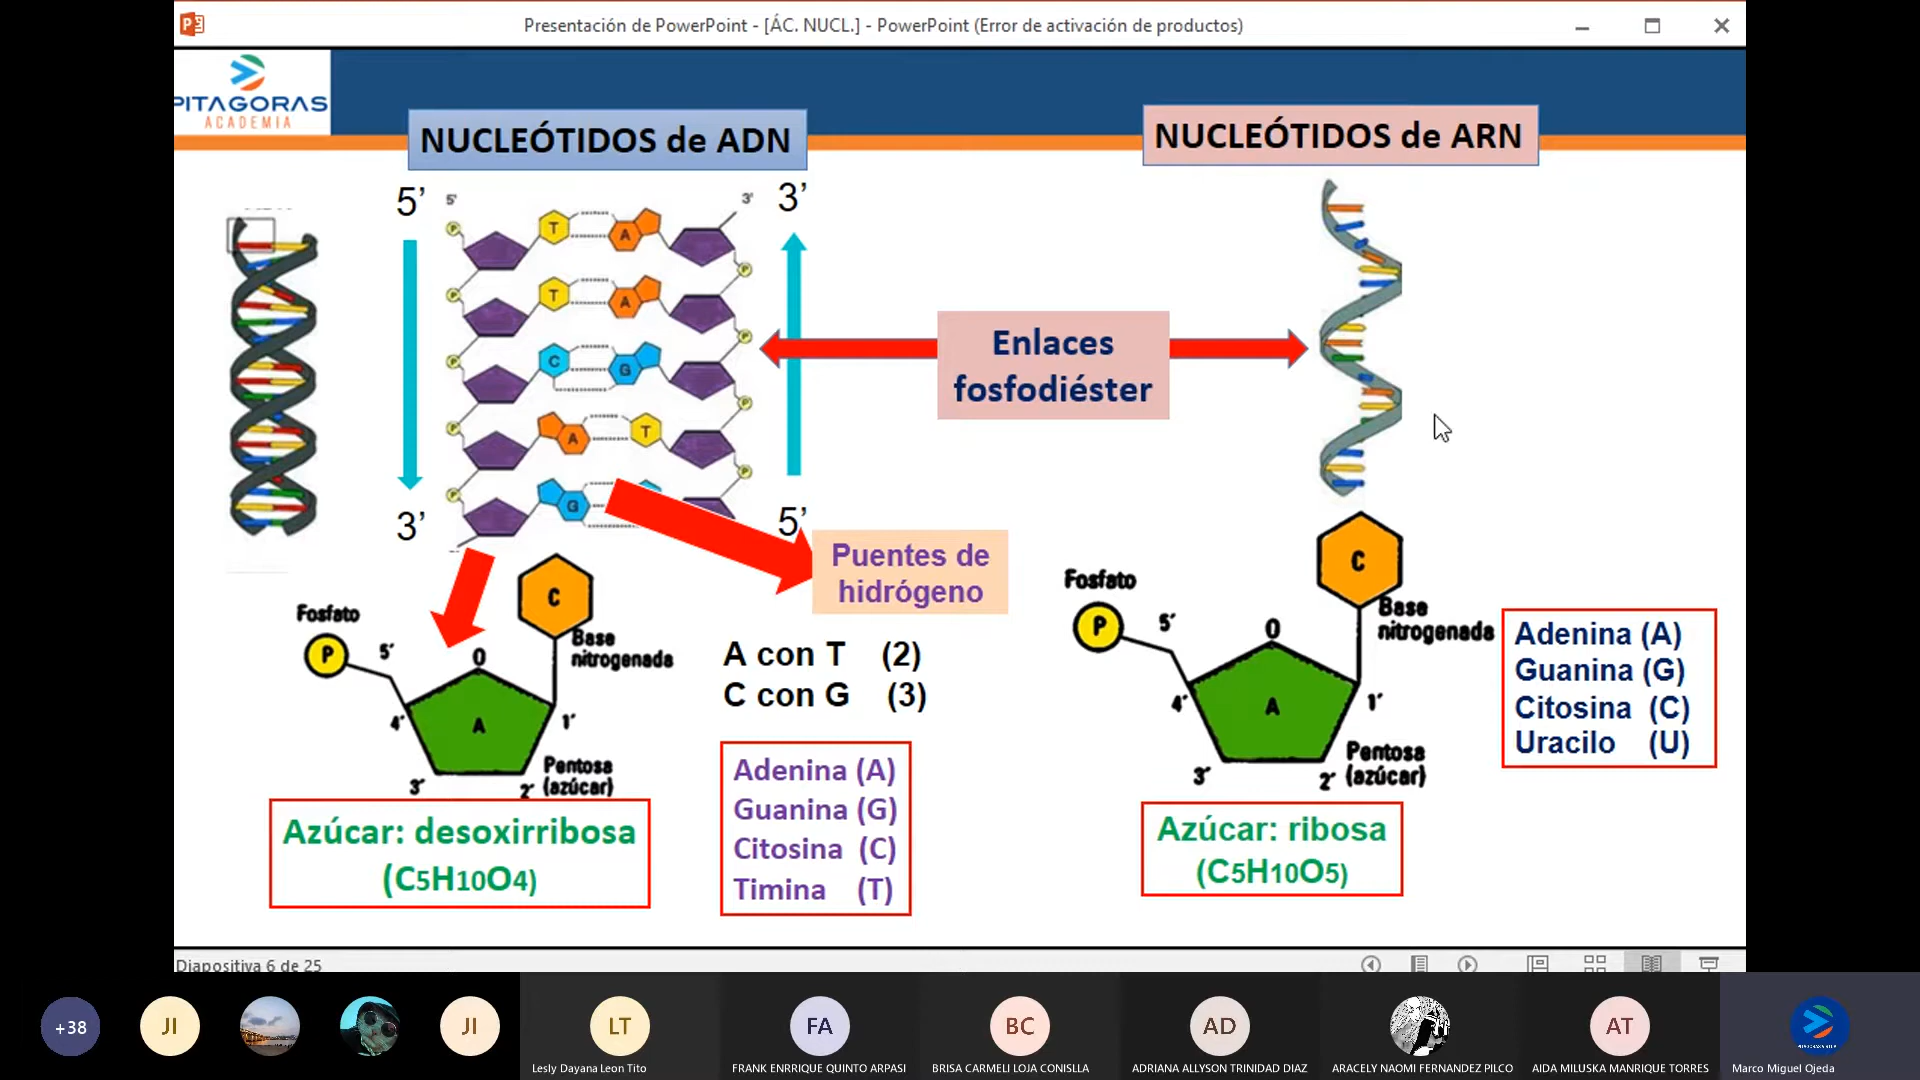 Presentación de PowerPoint - [ÁC. NUCL.] - PowerPoint (Error de activación de productos)
PITAGORAS
ACADEMIA
NUCLEÓTIDOS de ADN
NUCLEÓTIDOS de ARN
5’
5'
3'
3’
P
T
A
P
P
T
A
P
P
C
G
P
P
A
T
P
P
G
3’
5’
Enlaces
fosfodiéster
Puentes de
hidrógeno
Fosfato
P
5´
O
C
Base
nitrogenada
4´
A
1´
3´
2´
Pentosa
(azúcar)
Azúcar: desoxirribosa
(C5H10O4)
A con T (2)
C con G (3)
Adenina (A)
Guanina (G)
Citosina (C)
Timina (T)
Fosfato
P
5´
O
C
Base
nitrogenada
4´
A
1´
3´
2´
Pentosa
(azúcar)
Azúcar: ribosa
(C5H10O5)
Adenina (A)
Guanina (G)
Citosina (C)
Uracilo (U)
Diapositiva 6 de 25
+38
JI
JI
LT
FA
BC
AD
AT
Lesly Dayana Leon Tito
FRANK ENRRIQUE QUINTO ARPASI
BRISA CARMELI LOJA CONISLLA
ADRIANA ALLYSON TRINIDAD DIAZ
ARACELY NAOMI FERNANDEZ PILCO
AIDA MILUSKA MANRIQUE TORRES
Marco Miguel Ojeda